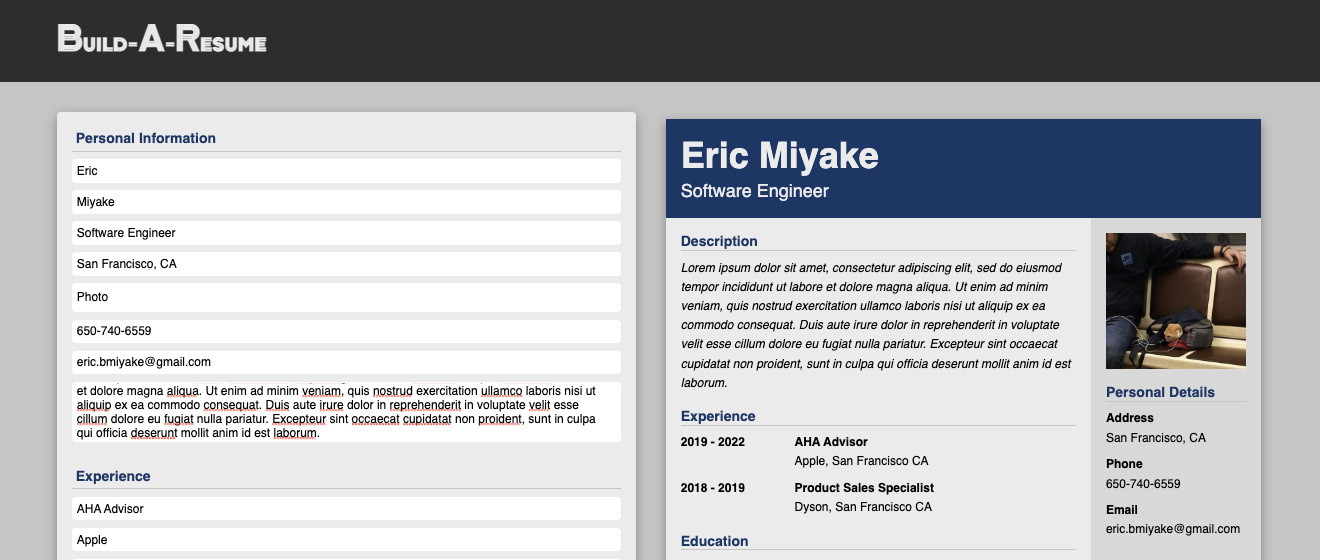 Build-A-Resume
Personal Information
Eric
Miyake
Software Engineer
San Francisco, CA
Photo
650-740-6559
eric.bmiyake@gmail.com
et dolore magna aliqua. Ut enim ad minim veniam, quis nostrud exercitation ullamco laboris nisi ut
aliquip ex ea commodo consequat. Duis aute irure dolor in reprehenderit in voluptate velit esse
cillum dolore eu fugiat nulla pariatur. Excepteur sint occaecat cupidatat non proident, sunt in culpa
qui officia deserunt mollit anim id est laborum.
Experience
AHA Advisor
Apple
Eric Miyake
Software Engineer
Description
Lorem ipsum dolor sit amet, consectetur adipiscing elit, sed do eiusmod
tempor incididunt ut labore et dolore magna aliqua. Ut enim ad minim
veniam, quis nostrud exercitation ullamco laboris nisi ut aliquip ex ea
commodo consequat. Duis aute irure dolor in reprehenderit in voluptate
velit esse cillum dolore eu fugiat nulla pariatur. Excepteur sint occaecat
cupidatat non proident, sunt in culpa qui officia deserunt mollit anim id est
laborum.
Experience
2019 - 2022 AHA Advisor
Apple, San Francisco CA
2018 - 2019 Product Sales Specialist
Dyson, San Francisco CA
Education
Personal Details
Address
San Francisco, CA
Phone
650-740-6559
Email
eric.bmiyake@gmail.com